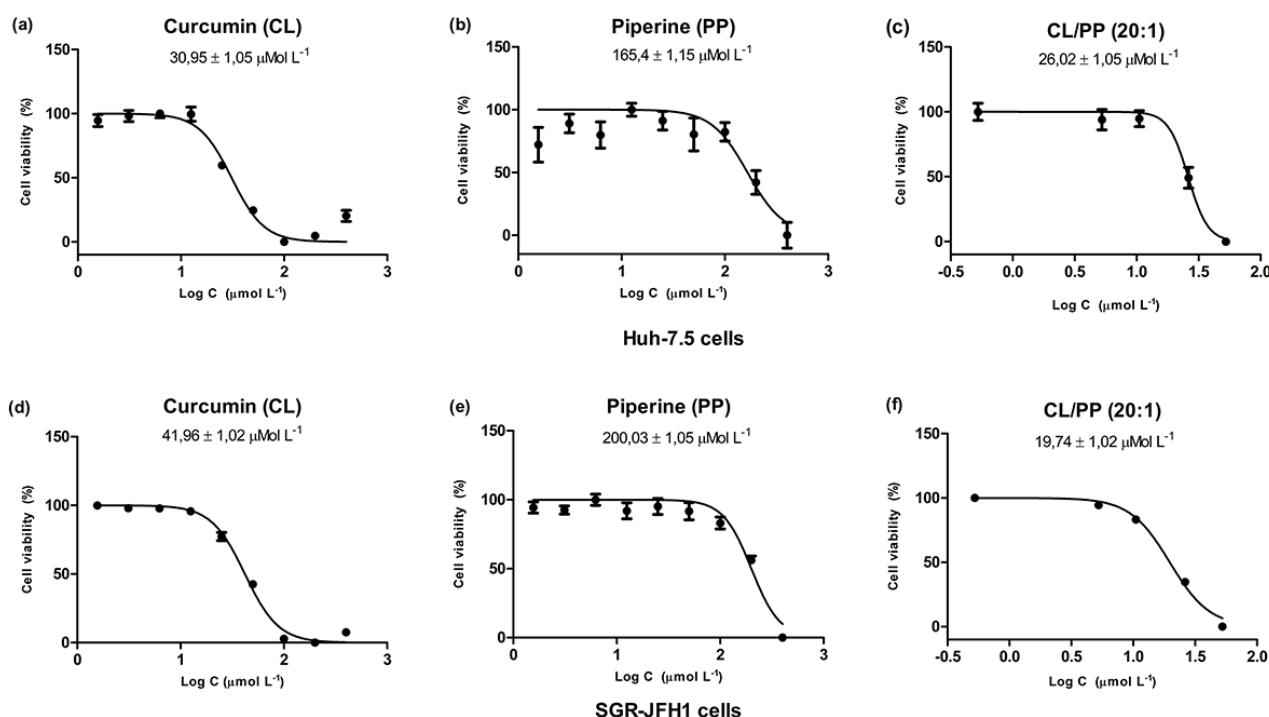 (a)
Curcumin (CL)
30,95 ± 1,05 μMol L⁻¹
Cell viability (%)
150
100
50
0
0 1 2 3
Log C (μmol L⁻¹)
(b)
Piperine (PP)
165,4 ± 1,15 μMol L⁻¹
Cell viability (%)
150
100
50
0
0 1 2 3
Log C (μmol L⁻¹)
(c)
CL/PP (20:1)
26,02 ± 1,05 μMol L⁻¹
Cell viability (%)
150
100
50
0
-0.5 0.0 0.5 1.0 1.5 2.0
Log C (μmol L⁻¹)
Huh-7.5 cells
(d)
Curcumin (CL)
41,96 ± 1,02 μMol L⁻¹
Cell viability (%)
150
100
50
0
0 1 2 3
Log C (μmol L⁻¹)
(e)
Piperine (PP)
200,03 ± 1,05 μMol L⁻¹
Cell viability (%)
150
100
50
0
0 1 2 3
Log C (μmol L⁻¹)
(f)
CL/PP (20:1)
19,74 ± 1,02 μMol L⁻¹
Cell viability (%)
150
100
50
0
-0.5 0.0 0.5 1.0 1.5 2.0
Log C (μmol L⁻¹)
SGR-JFH1 cells